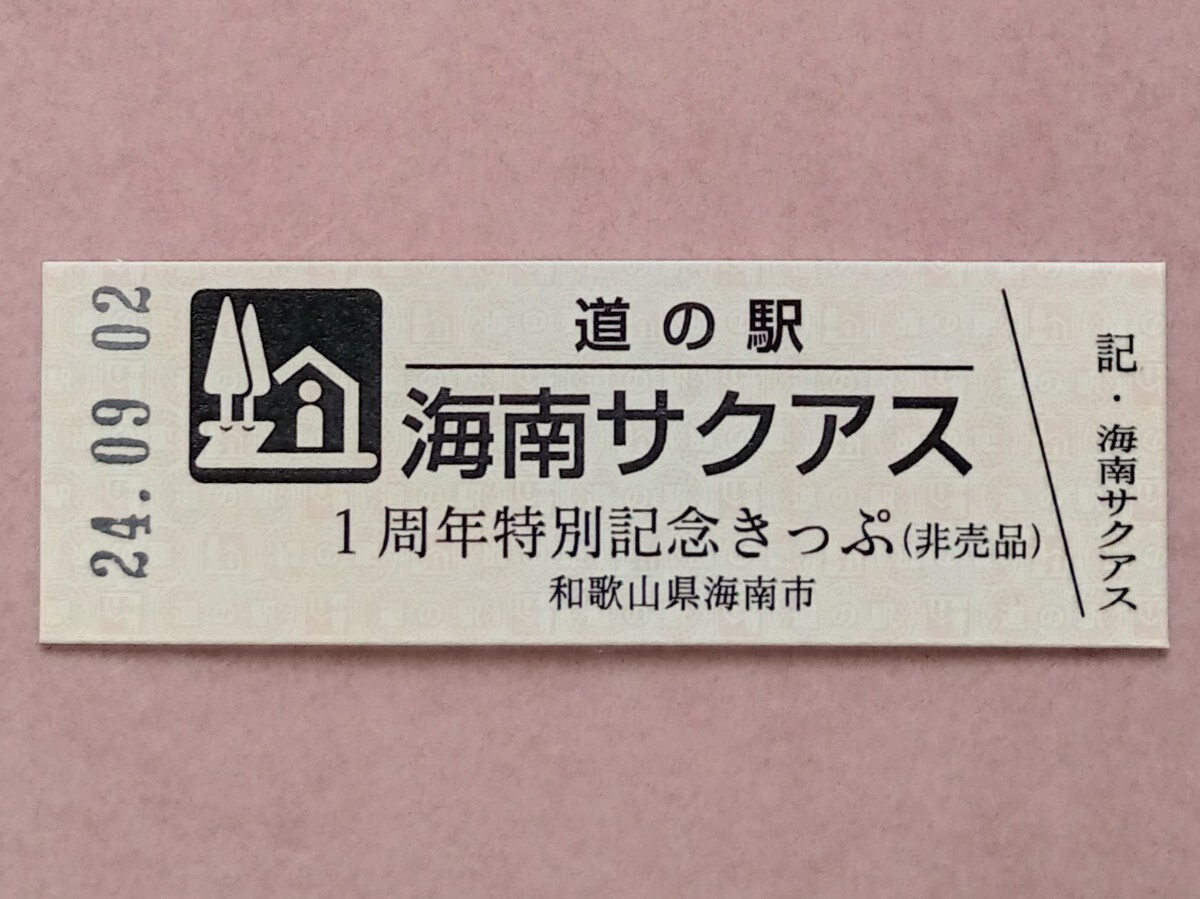 24.09 02
道の駅
海南サクアス
1周年特別記念きっぷ(非売品)
和歌山県海南市
記・海南サクアス